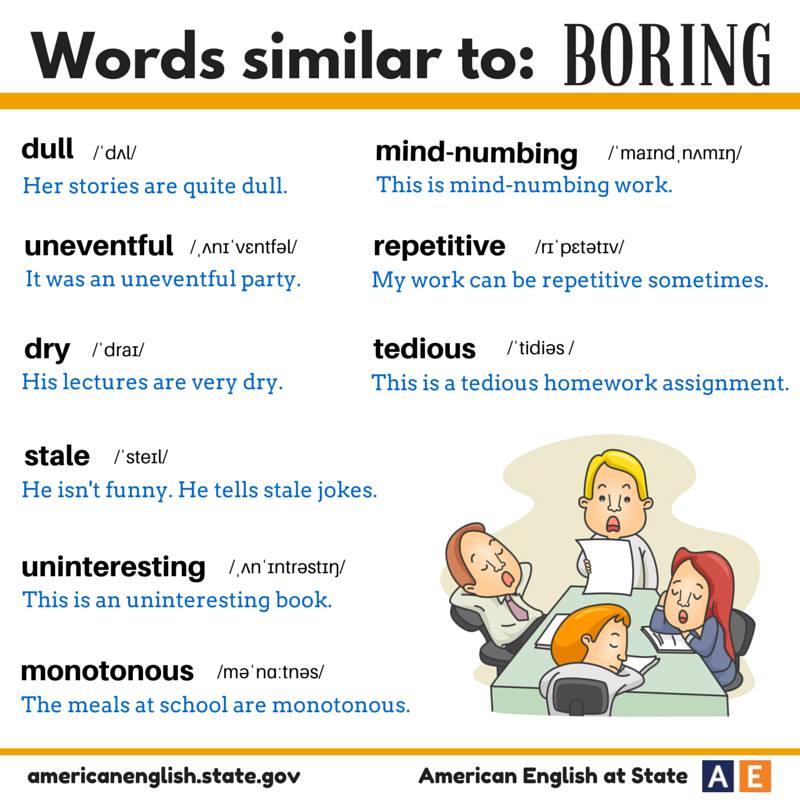 Words similar to: BORING
dull /ˈdʌl/
Her stories are quite dull.
uneventful /ˌʌnɪˈvɛntfəl/
It was an uneventful party.
dry /ˈdraɪ/
His lectures are very dry.
stale /ˈsteɪl/
He isn't funny. He tells stale jokes.
uninteresting /ˌʌnˈɪntrəstɪŋ/
This is an uninteresting book.
monotonous /məˈnɑːtnəs/
The meals at school are monotonous.
mind-numbing /ˈmaɪndˌnʌmɪŋ/
This is mind-numbing work.
repetitive /rɪˈpɛtətɪv/
My work can be repetitive sometimes.
tedious /ˈtidiəs /
This is a tedious homework assignment.
americanenglish.state.gov
American English at State AE